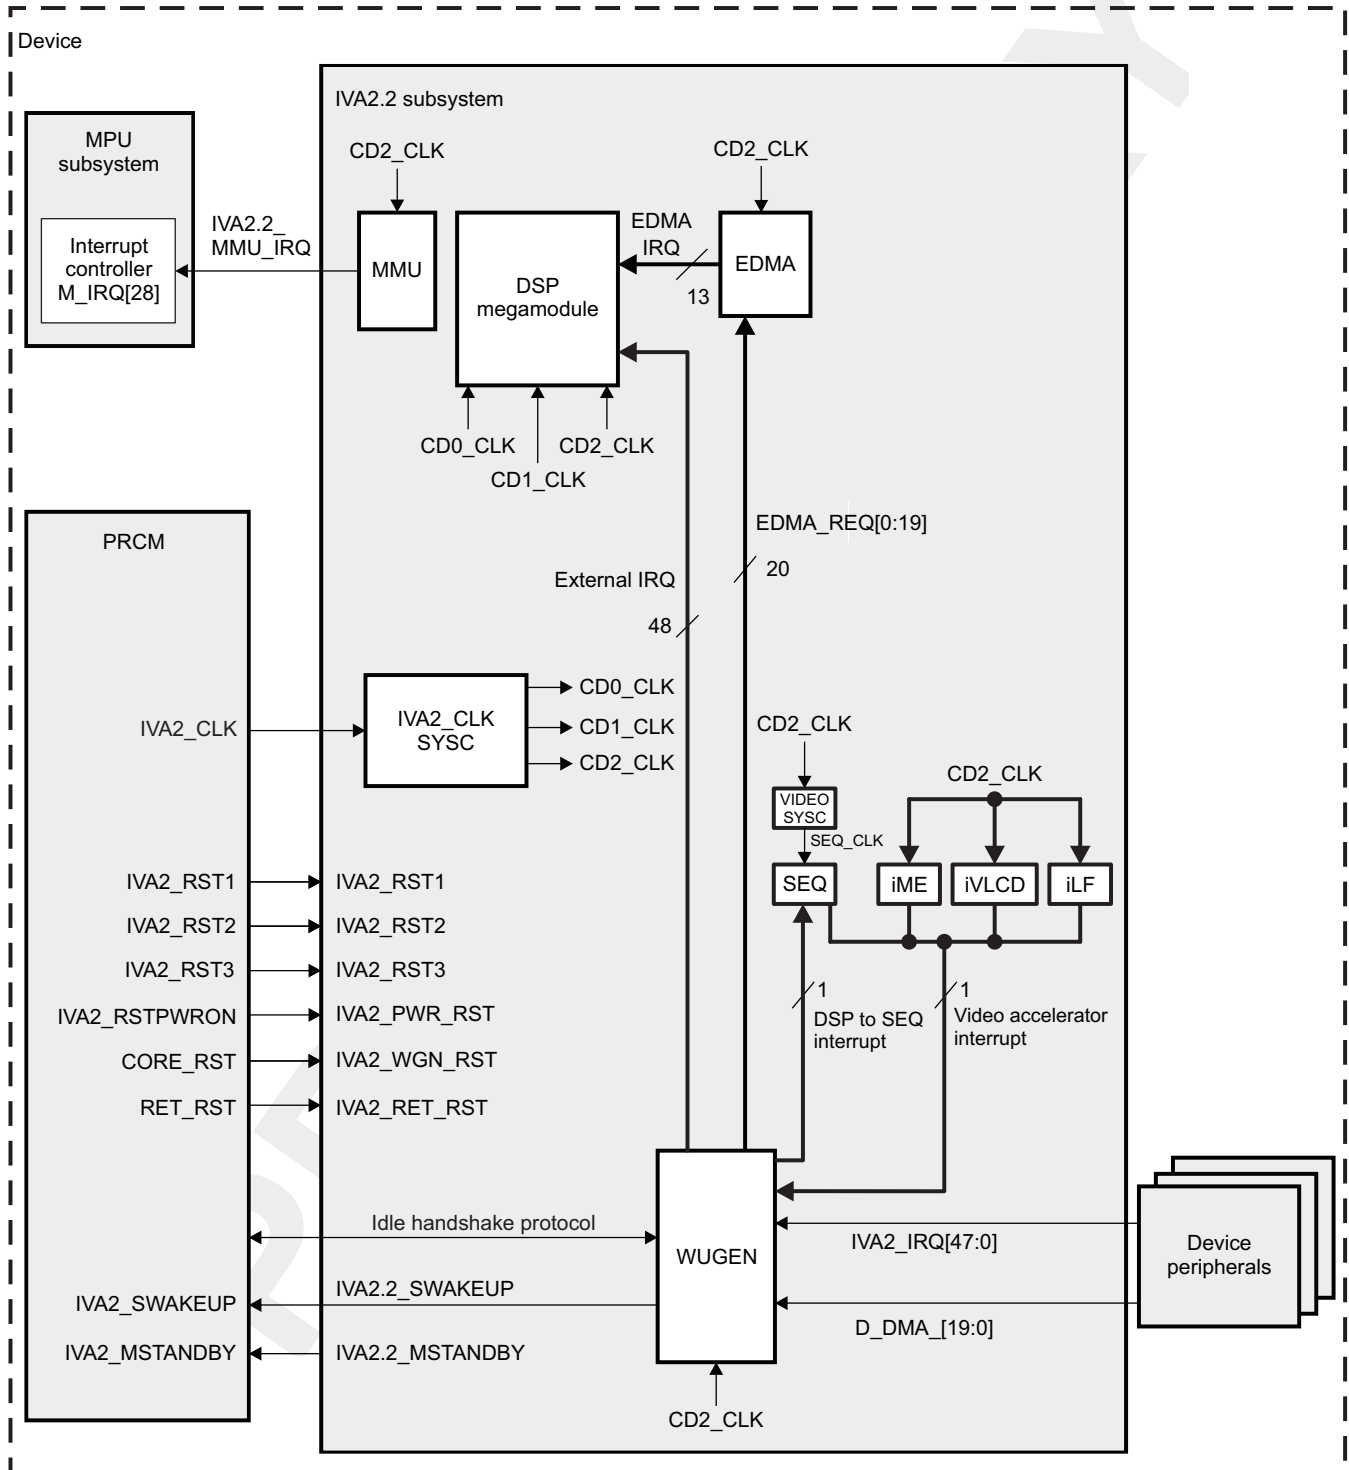 Device
IVA2.2 subsystem
MPU
subsystem
Interrupt
controller
M_IRQ[28]
IVA2.2_
MMU_IRQ
CD2_CLK
MMU
DSP
megamodule
EDMA
IRQ
13
CD2_CLK
EDMA
CD0_CLK
CD1_CLK
CD2_CLK
EDMA_REQ[0:19]
20
External IRQ
48
PRCM
IVA2_CLK
IVA2_CLK
SYSC
CD0_CLK
CD1_CLK
CD2_CLK
CD2_CLK
VIDEO
SYSC
SEQ_CLK
SEQ
CD2_CLK
iME
iVLCD
iLF
1
DSP to SEQ
interrupt
1
Video accelerator
interrupt
IVA2_RST1
IVA2_RST1
IVA2_RST2
IVA2_RST2
IVA2_RST3
IVA2_RST3
IVA2_RSTPWRON
IVA2_PWR_RST
CORE_RST
IVA2_WGN_RST
RET_RST
IVA2_RET_RST
Idle handshake protocol
WUGEN
IVA2_IRQ[47:0]
Device
peripherals
IVA2_SWAKEUP
IVA2.2_SWAKEUP
D_DMA_[19:0]
IVA2_MSTANDBY
IVA2.2_MSTANDBY
CD2_CLK